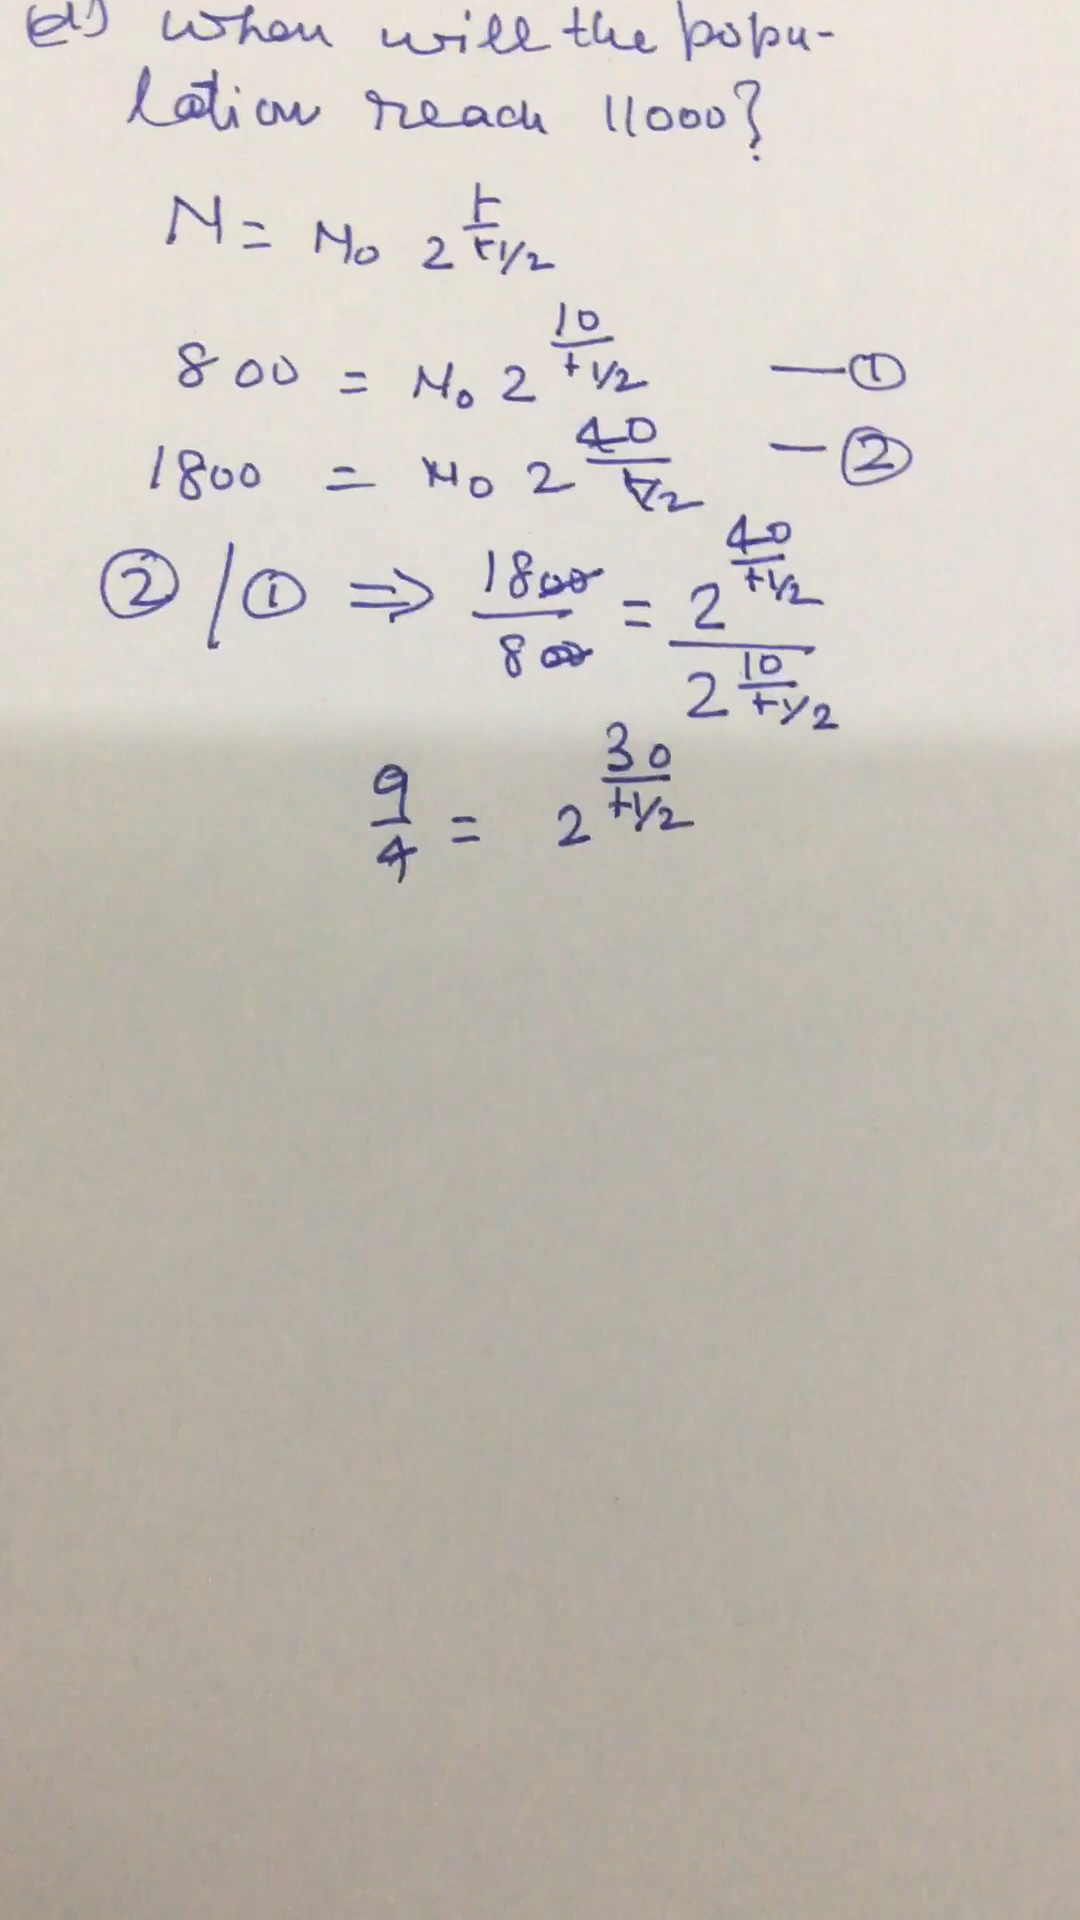 (d) When will the popu-
lation reach 11000?
N = N₀ 2^(t/t1/2)
800 = N₀ 2^(10/t1/2) —①
1800 = N₀ 2^(40/t1/2) —②
② / ① ⇒ 1800/800 = 2^(40/t1/2) / 2^(10/t1/2)
9/4 = 2^(30/t1/2)